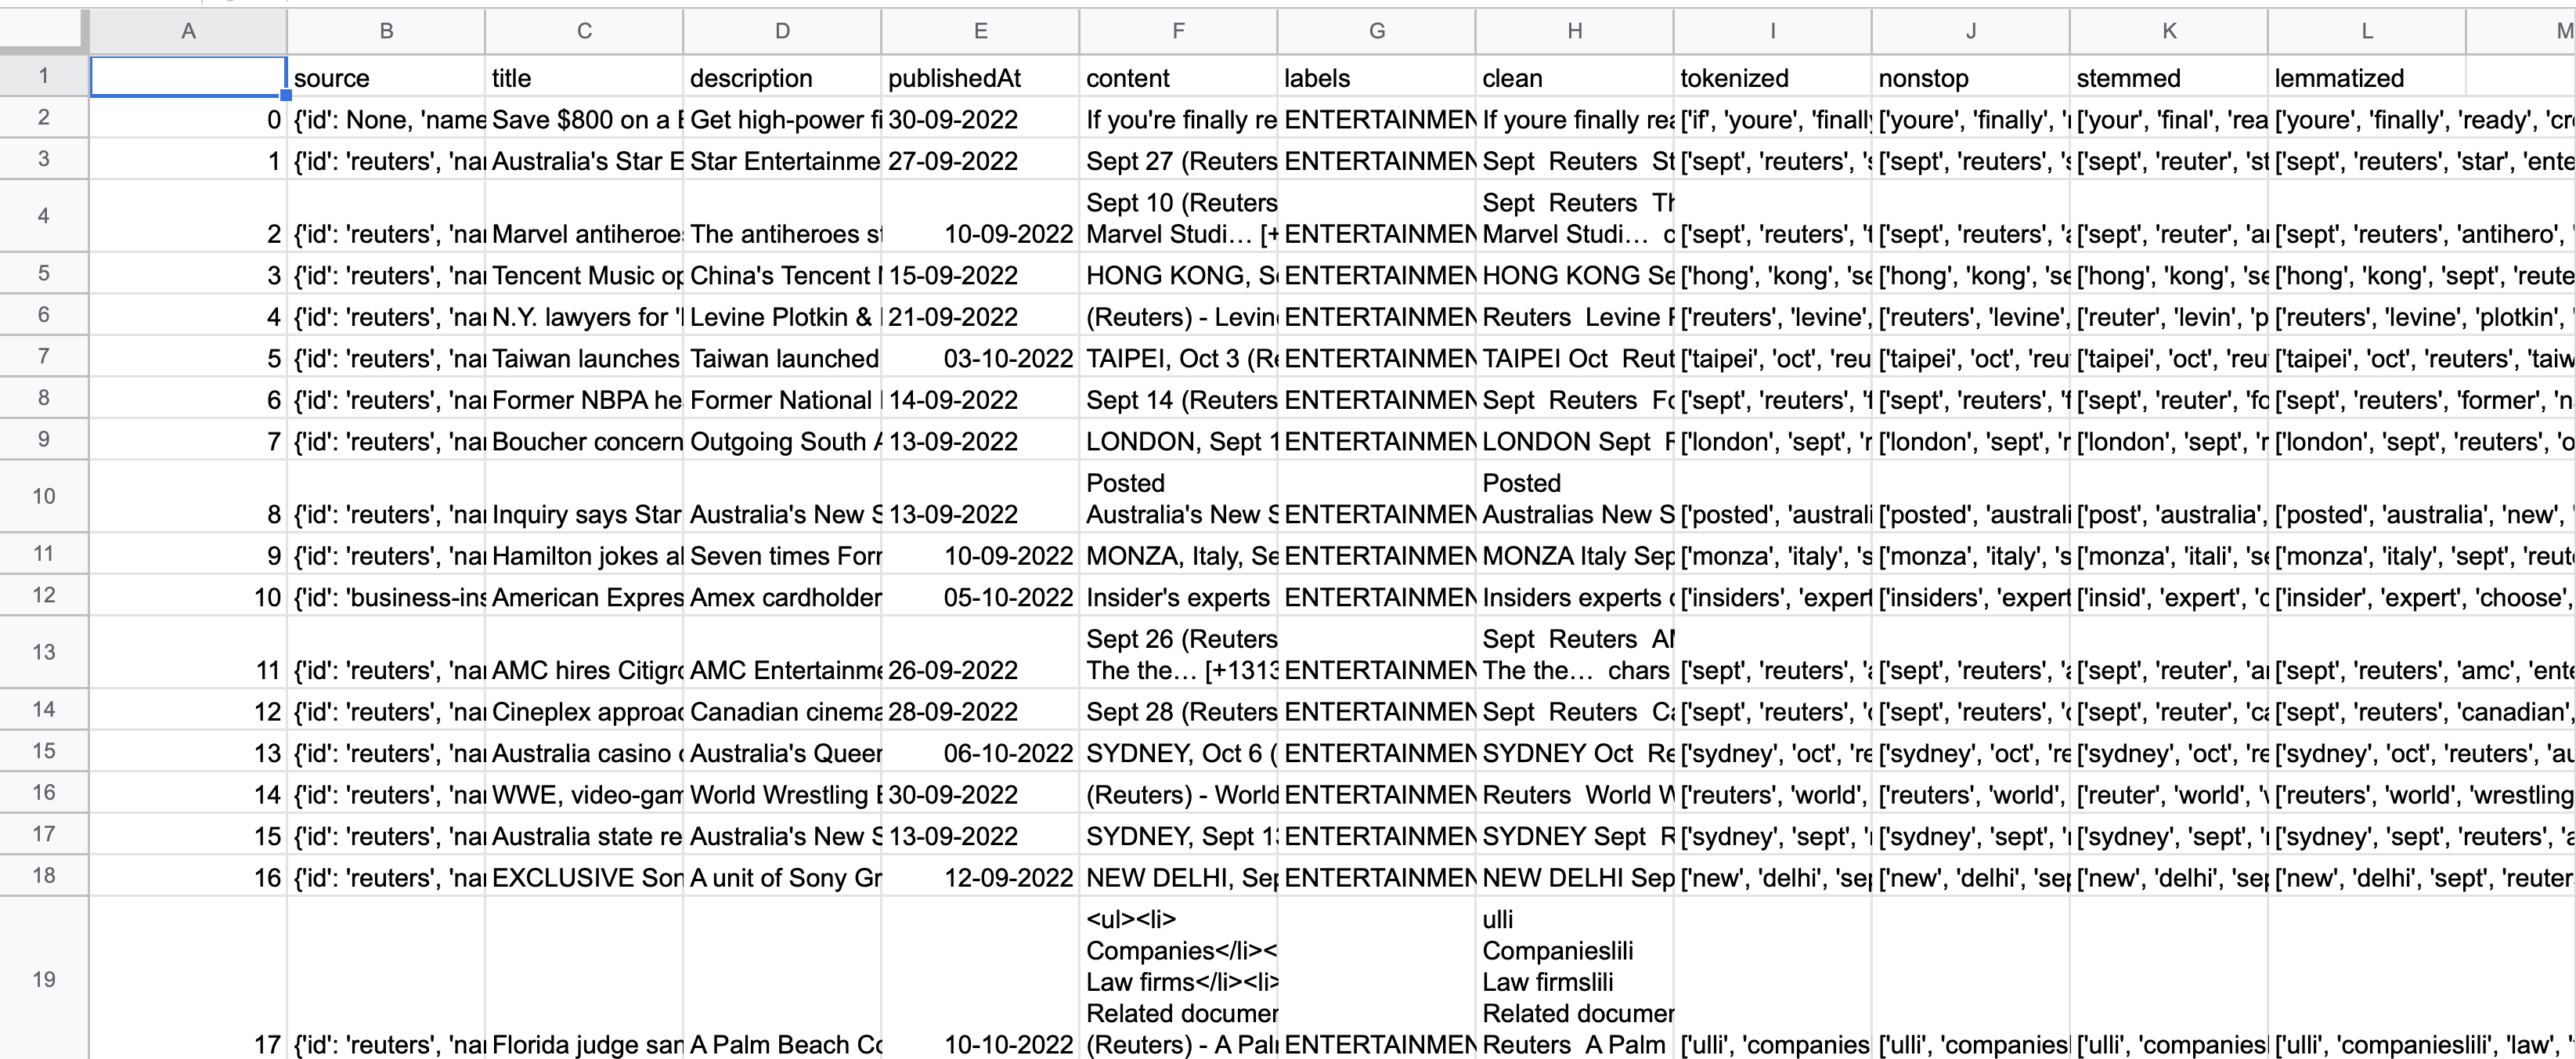 A B C D E F G H I J K L M
1 source title description publishedAt content labels clean tokenized nonstop stemmed lemmatized
2 0 {'id': None, 'name Save $800 on a Get high-power fi 30-09-2022 If you're finally re ENTERTAINMEN If youre finally rea ['if', 'youre', 'finally ['youre', 'finally', ' ['your', 'final', 'rea ['youre', 'finally', 'ready', 'cr
3 1 {'id': 'reuters', 'nai Australia's Star E Star Entertainme 27-09-2022 Sept 27 (Reuters ENTERTAINMEN Sept Reuters St ['sept', 'reuters', 's ['sept', 'reuters', 's ['sept', 'reuter', 'st ['sept', 'reuters', 'star', 'ente
Sept 10 (Reuters Sept Reuters Th
4 2 {'id': 'reuters', 'nai Marvel antiheroes The antiheroes st 10-09-2022 Marvel Studi… [+ ENTERTAINMEN Marvel Studi… c ['sept', 'reuters', 't ['sept', 'reuters', 'a ['sept', 'reuter', 'ai ['sept', 'reuters', 'antihero', '
5 3 {'id': 'reuters', 'nai Tencent Music op China's Tencent 15-09-2022 HONG KONG, Se ENTERTAINMEN HONG KONG Se ['hong', 'kong', 'se ['hong', 'kong', 'se ['hong', 'kong', 'se ['hong', 'kong', 'sept', 'reute
6 4 {'id': 'reuters', 'nai N.Y. lawyers for ' Levine Plotkin & 21-09-2022 (Reuters) - Levin ENTERTAINMEN Reuters Levine F ['reuters', 'levine', ['reuters', 'levine', ['reuter', 'levin', 'p ['reuters', 'levine', 'plotkin', '
7 5 {'id': 'reuters', 'nai Taiwan launches Taiwan launched 03-10-2022 TAIPEI, Oct 3 (Re ENTERTAINMEN TAIPEI Oct Reut ['taipei', 'oct', 'reu ['taipei', 'oct', 'reu ['taipei', 'oct', 'reu ['taipei', 'oct', 'reuters', 'taiw
8 6 {'id': 'reuters', 'nai Former NBPA he Former National 14-09-2022 Sept 14 (Reuters ENTERTAINMEN Sept Reuters Fo ['sept', 'reuters', 'f ['sept', 'reuters', 'f ['sept', 'reuter', 'fo ['sept', 'reuters', 'former', 'n
9 7 {'id': 'reuters', 'nai Boucher concern Outgoing South A 13-09-2022 LONDON, Sept 1 ENTERTAINMEN LONDON Sept F ['london', 'sept', 'r ['london', 'sept', 'r ['london', 'sept', 'r ['london', 'sept', 'reuters', 'o
Posted Posted
10 8 {'id': 'reuters', 'nai Inquiry says Star Australia's New S 13-09-2022 Australia's New S ENTERTAINMEN Australias New S ['posted', 'australi ['posted', 'australi ['post', 'australia', ['posted', 'australia', 'new', '
11 9 {'id': 'reuters', 'nai Hamilton jokes al Seven times Forr 10-09-2022 MONZA, Italy, Se ENTERTAINMEN MONZA Italy Sep ['monza', 'italy', 's ['monza', 'italy', 's ['monza', 'itali', 'se ['monza', 'italy', 'sept', 'reut
12 10 {'id': 'business-ins American Expres Amex cardholder 05-10-2022 Insider's experts ENTERTAINMEN Insiders experts c ['insiders', 'expert ['insiders', 'expert ['insid', 'expert', 'c ['insider', 'expert', 'choose',
Sept 26 (Reuters Sept Reuters AM
13 11 {'id': 'reuters', 'nai AMC hires Citigro AMC Entertainme 26-09-2022 The the… [+1313 ENTERTAINMEN The the… chars ['sept', 'reuters', 'a ['sept', 'reuters', 'a ['sept', 'reuter', 'ai ['sept', 'reuters', 'amc', 'ente
14 12 {'id': 'reuters', 'nai Cineplex approac Canadian cinema 28-09-2022 Sept 28 (Reuters ENTERTAINMEN Sept Reuters Ca ['sept', 'reuters', 'c ['sept', 'reuters', 'c ['sept', 'reuter', 'ca ['sept', 'reuters', 'canadian',
15 13 {'id': 'reuters', 'nai Australia casino c Australia's Queer 06-10-2022 SYDNEY, Oct 6 ( ENTERTAINMEN SYDNEY Oct Re ['sydney', 'oct', 're ['sydney', 'oct', 're ['sydney', 'oct', 're ['sydney', 'oct', 'reuters', 'au
16 14 {'id': 'reuters', 'nai WWE, video-gam World Wrestling E 30-09-2022 (Reuters) - World ENTERTAINMEN Reuters World W ['reuters', 'world', ['reuters', 'world', ['reuter', 'world', 'v ['reuters', 'world', 'wrestling
17 15 {'id': 'reuters', 'nai Australia state re Australia's New S 13-09-2022 SYDNEY, Sept 13 ENTERTAINMEN SYDNEY Sept R ['sydney', 'sept', 'r ['sydney', 'sept', 'r ['sydney', 'sept', 'r ['sydney', 'sept', 'reuters', 'a
18 16 {'id': 'reuters', 'nai EXCLUSIVE Son A unit of Sony Gr 12-09-2022 NEW DELHI, Sep ENTERTAINMEN NEW DELHI Sep ['new', 'delhi', 'sep ['new', 'delhi', 'sep ['new', 'delhi', 'sep ['new', 'delhi', 'sept', 'reuter
<ul><li> ulli
Companies</li>< Companieslili
19 Law firms</li><li> Law firmslili
Related documer Related documer
17 {'id': 'reuters', 'nai Florida judge san A Palm Beach Co 10-10-2022 (Reuters) - A Pal ENTERTAINMEN Reuters A Palm ['ulli', 'companies ['ulli', 'companiesl ['ulli', 'companiesl ['ulli', 'companieslili', 'law',